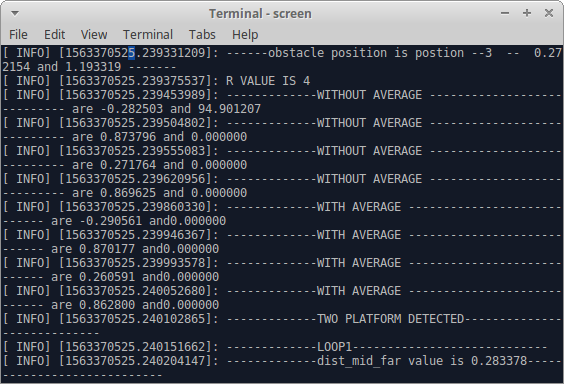 Terminal - screen
File Edit View Terminal Tabs Help
[ INFO] [1563370525.239331209]: ------obstacle position is postion --3  --  0.27
2154 and 1.193319 -------
[ INFO] [1563370525.239375537]: R VALUE IS 4
[ INFO] [1563370525.239453989]: -------------WITHOUT AVERAGE -------------------
--------- are -0.282503 and 94.901207
[ INFO] [1563370525.239504802]: -------------WITHOUT AVERAGE -------------------
--------- are 0.873796 and 0.000000
[ INFO] [1563370525.239555083]: -------------WITHOUT AVERAGE -------------------
--------- are 0.271764 and 0.000000
[ INFO] [1563370525.239620956]: -------------WITHOUT AVERAGE -------------------
--------- are 0.869625 and 0.000000
[ INFO] [1563370525.239860330]: -------------WITH AVERAGE ----------------------
------ are -0.290561 and0.000000
[ INFO] [1563370525.239946367]: -------------WITH AVERAGE ----------------------
------ are 0.870177 and0.000000
[ INFO] [1563370525.239993578]: -------------WITH AVERAGE ----------------------
------ are 0.260591 and0.000000
[ INFO] [1563370525.240052680]: -------------WITH AVERAGE ----------------------
------ are 0.862800 and0.000000
[ INFO] [1563370525.240102865]: -------------TWO PLATFORM DETECTED--------------
--------------
[ INFO] [1563370525.240151662]: -------------LOOP1----------------------------
[ INFO] [1563370525.240204147]: -------------dist_mid_far value is 0.283378-----
-----------------------